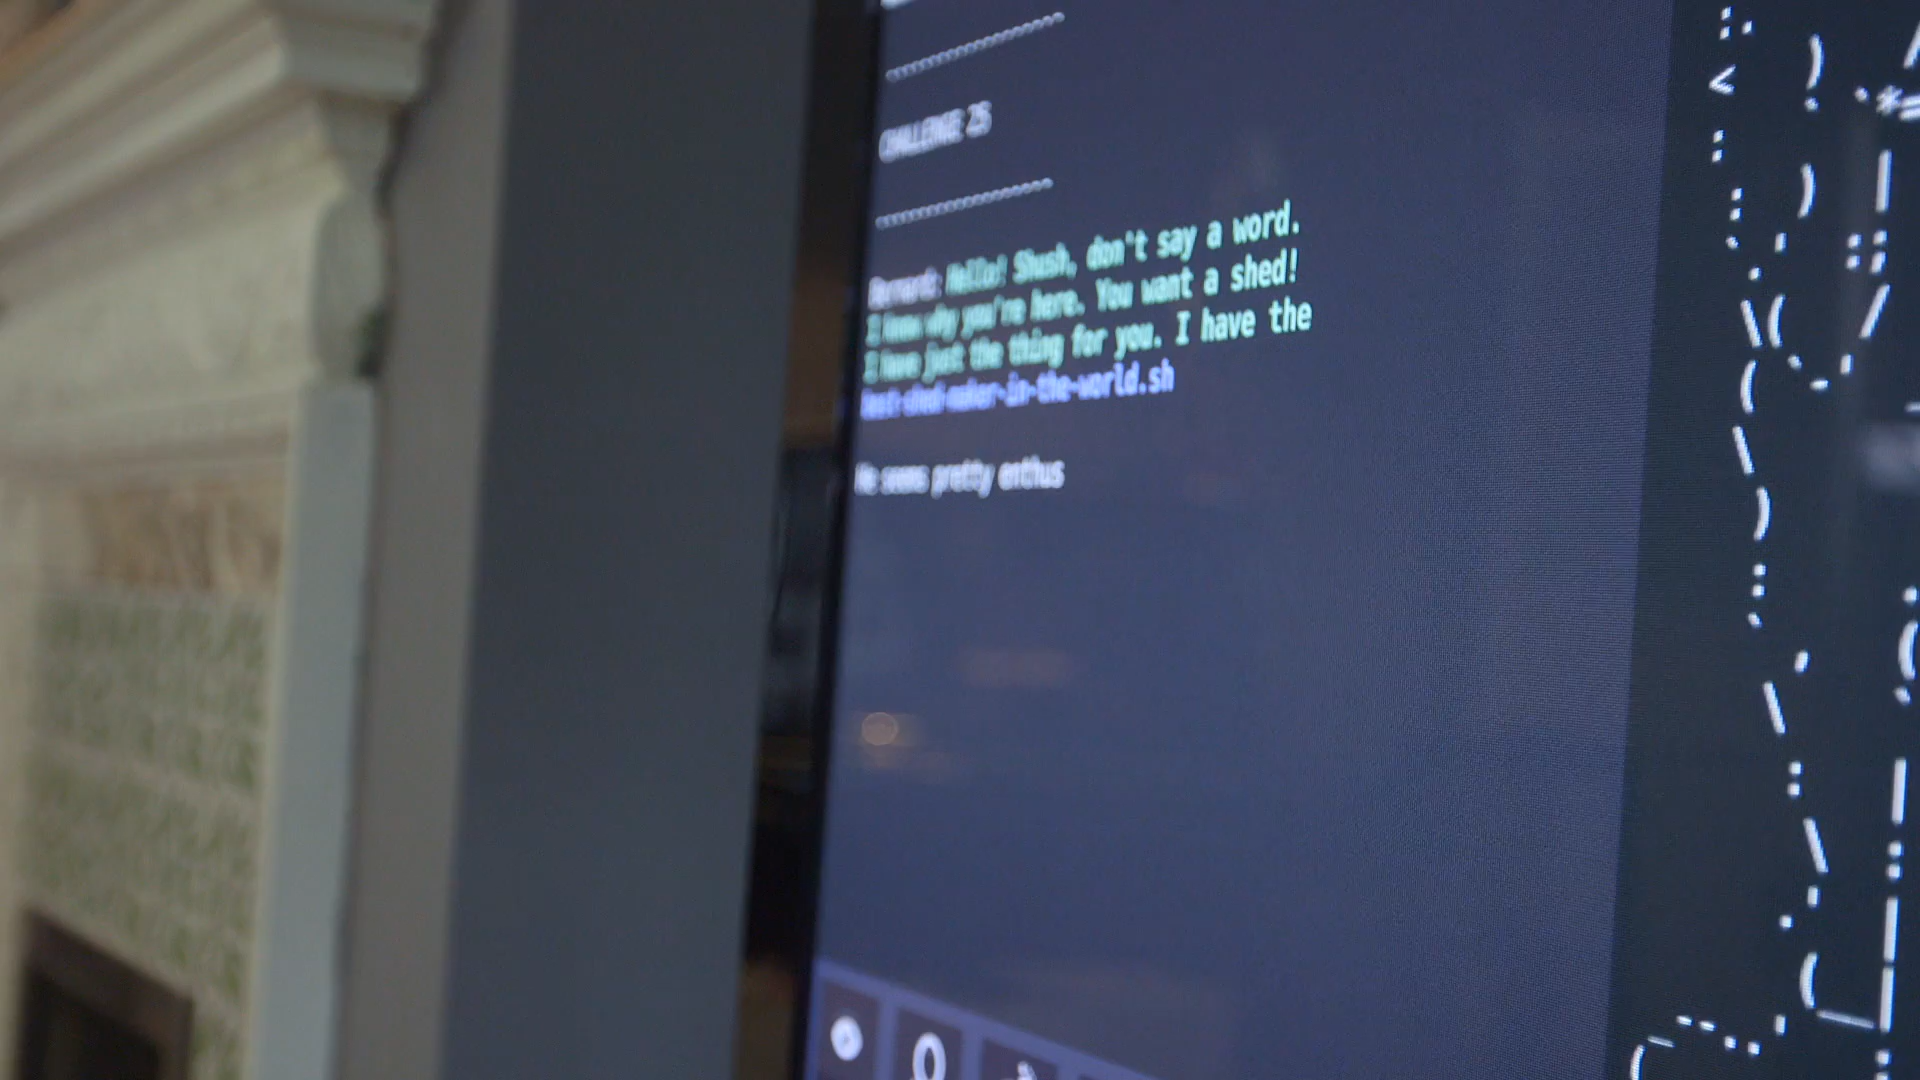 ~~~~~~~~~~~~~~~~~~~~
CHALLENGE 25
~~~~~~~~~~~~~~~~~~~~
Bernard: Hello! Shush, don't say a word.
I know why you're here. You want a shed!
I have just the thing for you. I have the
best-shed-maker-in-the-world.sh
He seems pretty enthus